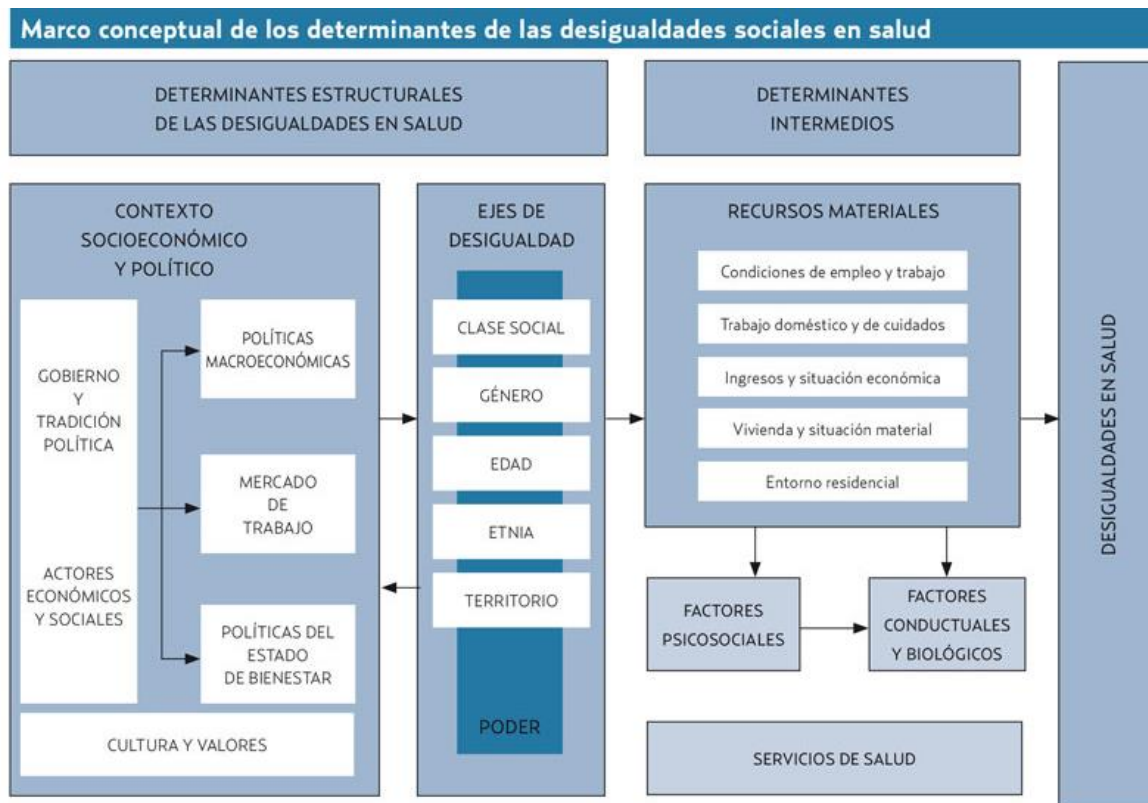 Marco conceptual de los determinantes de las desigualdades sociales en salud
DETERMINANTES ESTRUCTURALES
DE LAS DESIGUALDADES EN SALUD
DETERMINANTES
INTERMEDIOS
CONTEXTO
SOCIOECONÓMICO
Y POLÍTICO
GOBIERNO
Y
TRADICIÓN
POLÍTICA
ACTORES
ECONÓMICOS
Y SOCIALES
POLÍTICAS
MACROECONÓMICAS
MERCADO
DE
TRABAJO
POLÍTICAS DEL
ESTADO
DE BIENESTAR
CULTURA Y VALORES
EJES DE
DESIGUALDAD
CLASE SOCIAL
GÉNERO
EDAD
ETNIA
TERRITORIO
PODER
RECURSOS MATERIALES
Condiciones de empleo y trabajo
Trabajo doméstico y de cuidados
Ingresos y situación económica
Vivienda y situación material
Entorno residencial
FACTORES
PSICOSOCIALES
FACTORES
CONDUCTUALES
Y BIOLÓGICOS
SERVICIOS DE SALUD
DESIGUALDADES EN SALUD